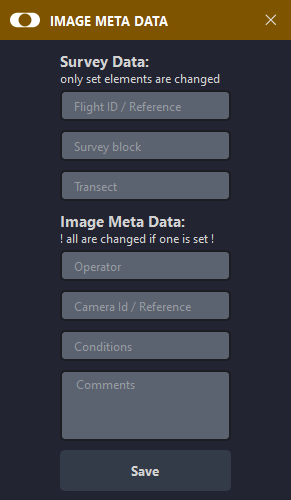 IMAGE META DATA
Survey Data:
only set elements are changed
Flight ID / Reference
Survey block
Transect
Image Meta Data:
! all are changed if one is set !
Operator
Camera Id / Reference
Conditions
Comments
Save